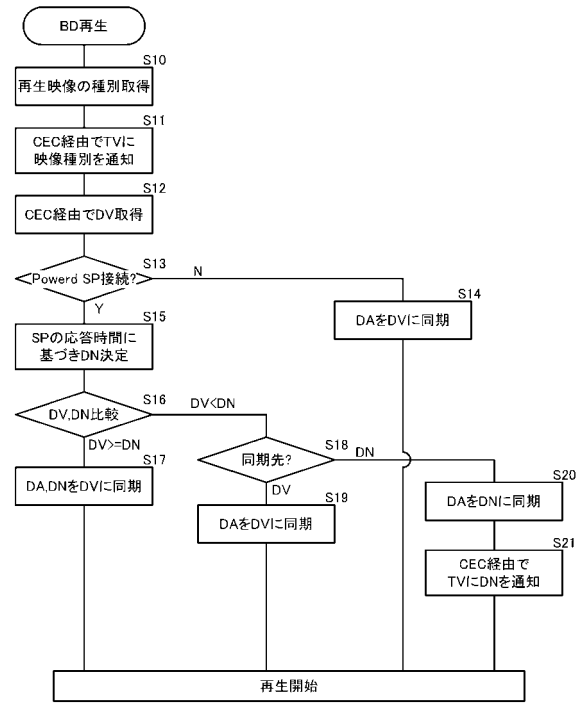 BD再生
S10
再生映像の種別取得
S11
CEC経由でTVに
映像種別を通知
S12
CEC経由でDV取得
S13
Powerd SP接続?
N
Y
S14
DAをDVに同期
S15
SPの応答時間に
基づきDN決定
S16
DV,DN比較
DV<DN
DV>=DN
S17
DA,DNをDVに同期
S18
同期先?
DN
DV
S19
DAをDVに同期
S20
DAをDNに同期
S21
CEC経由で
TVにDNを通知
再生開始